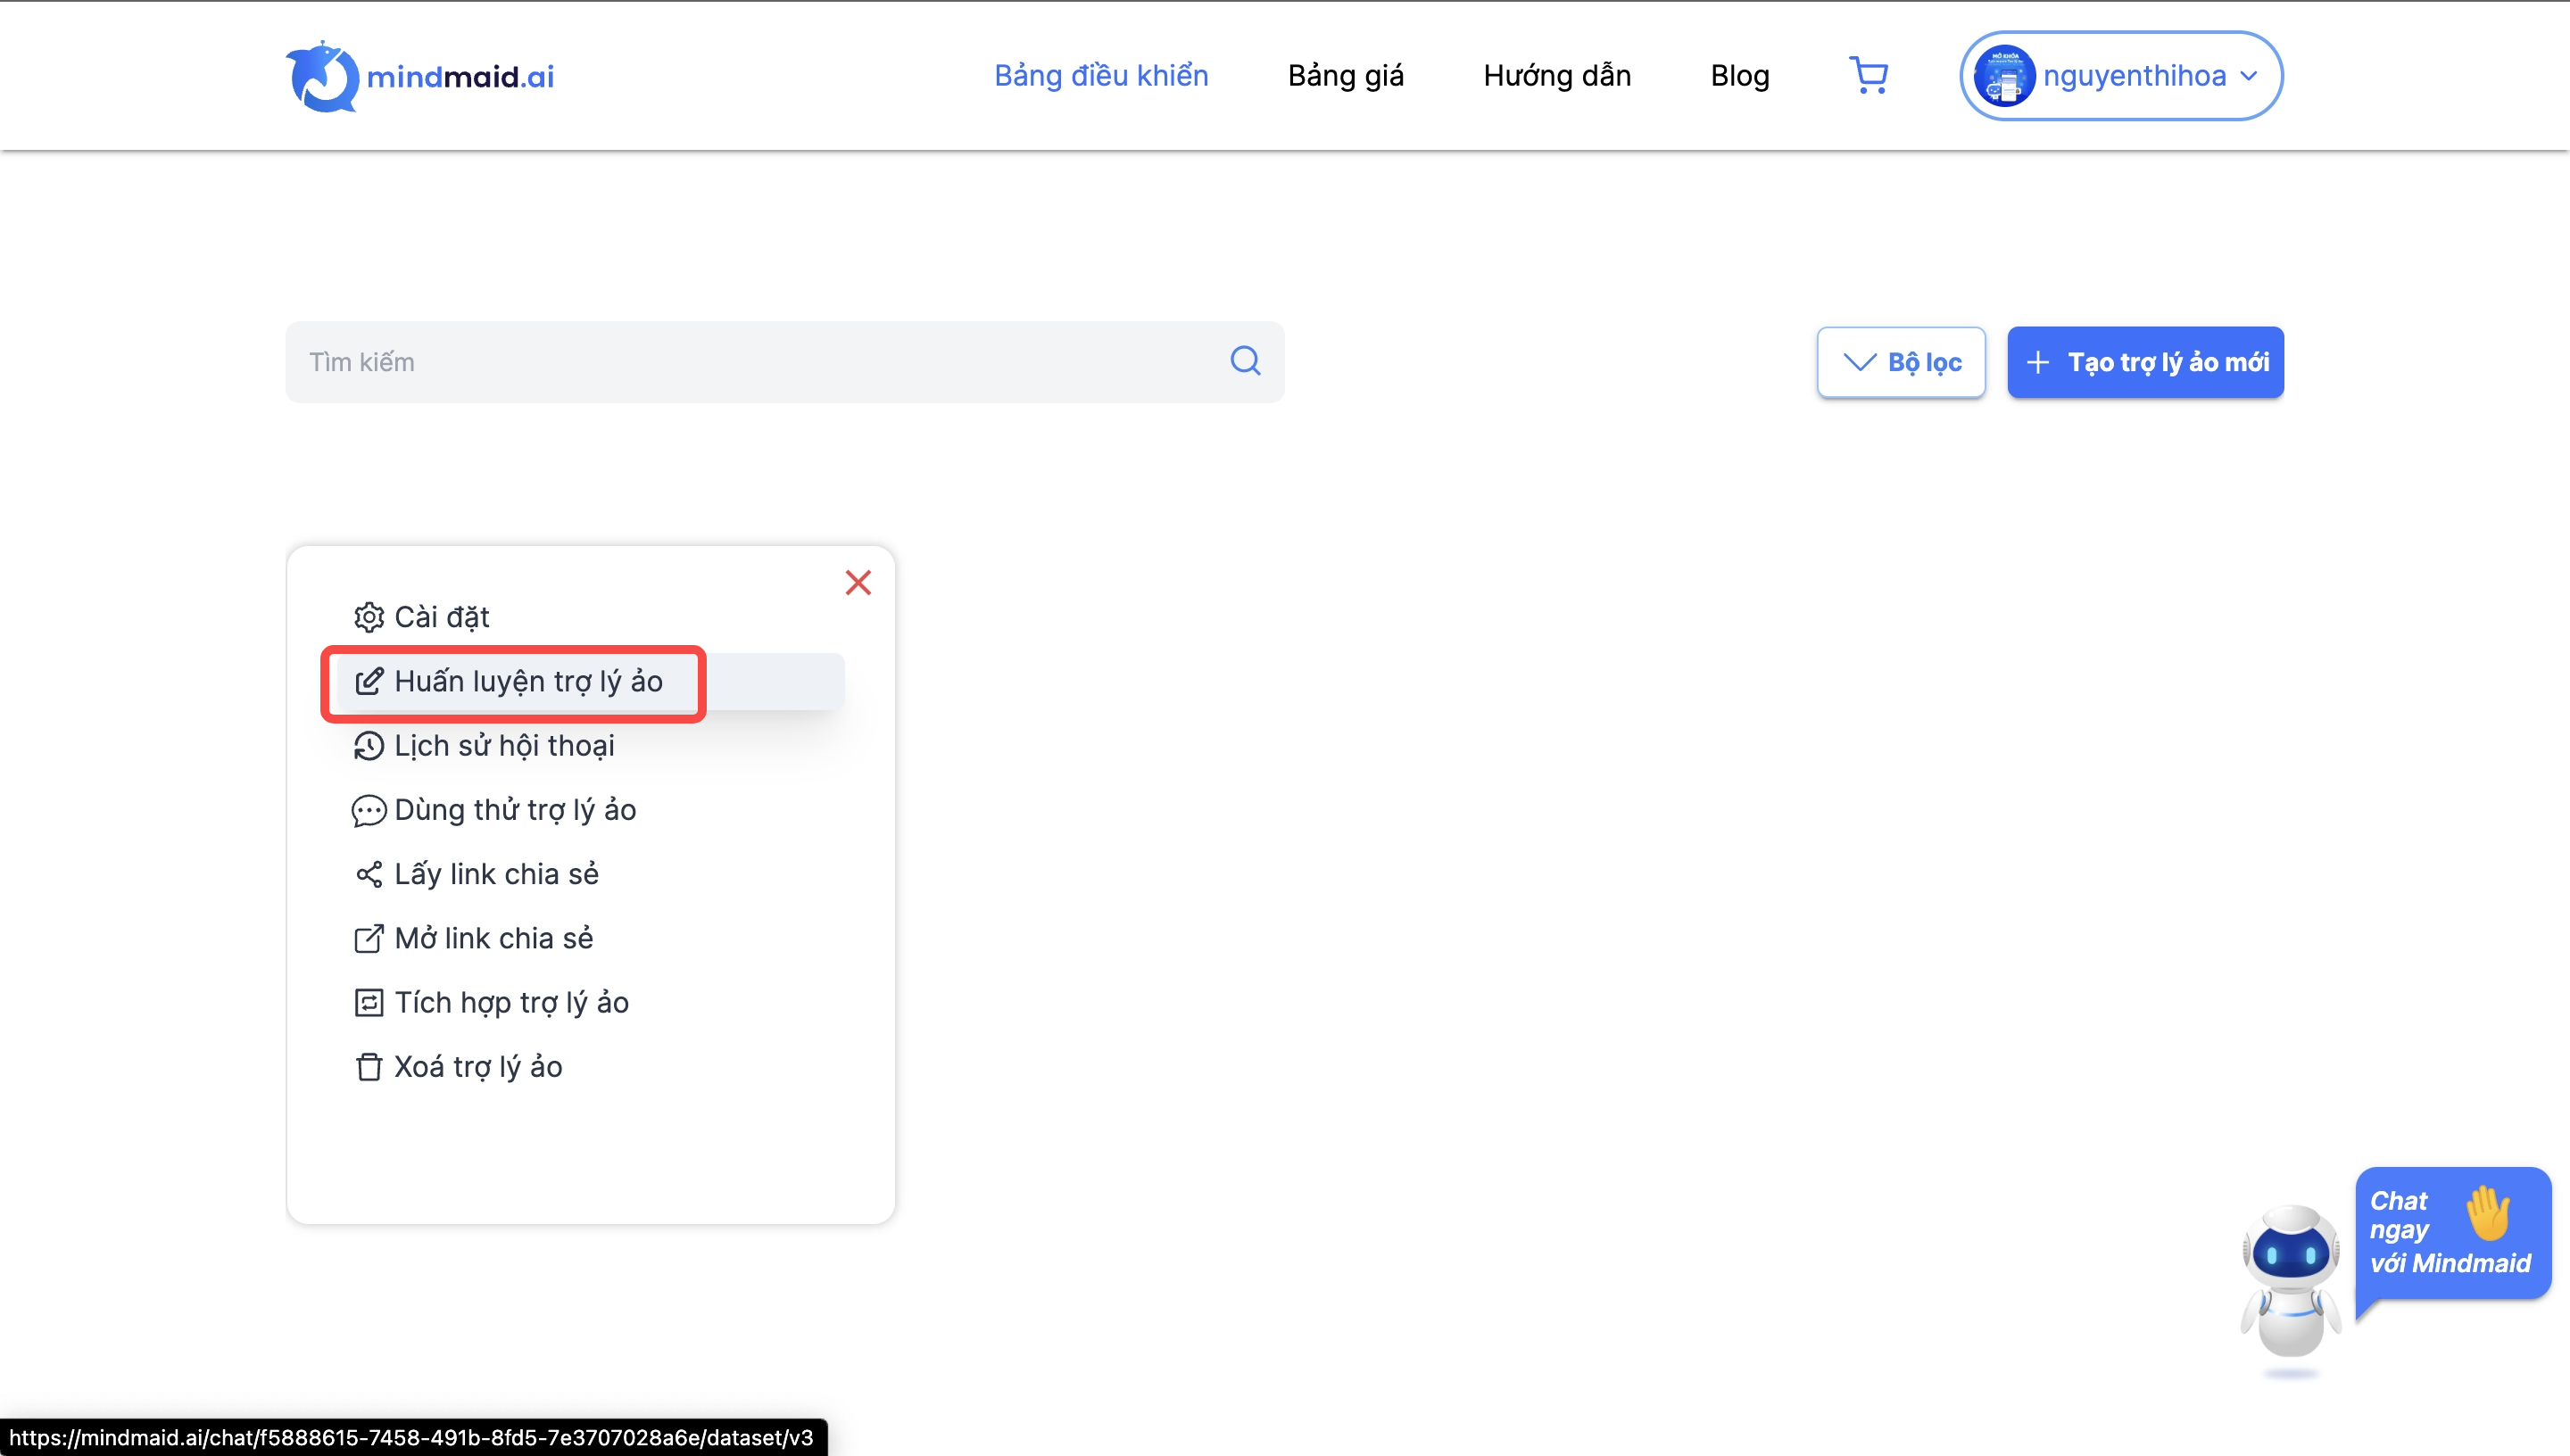 mindmaid.ai
Bảng điều khiển
Bảng giá
Hướng dẫn
Blog
nguyenthihoa
Tìm kiếm
Bộ lọc
Tạo trợ lý ảo mới
Cài đặt
Huấn luyện trợ lý ảo
Lịch sử hội thoại
Dùng thử trợ lý ảo
Lấy link chia sẻ
Mở link chia sẻ
Tích hợp trợ lý ảo
Xoá trợ lý ảo
Chat
ngay
với Mindmaid
https://mindmaid.ai/chat/f5888615-7458-491b-8fd5-7e3707028a6e/dataset/v3